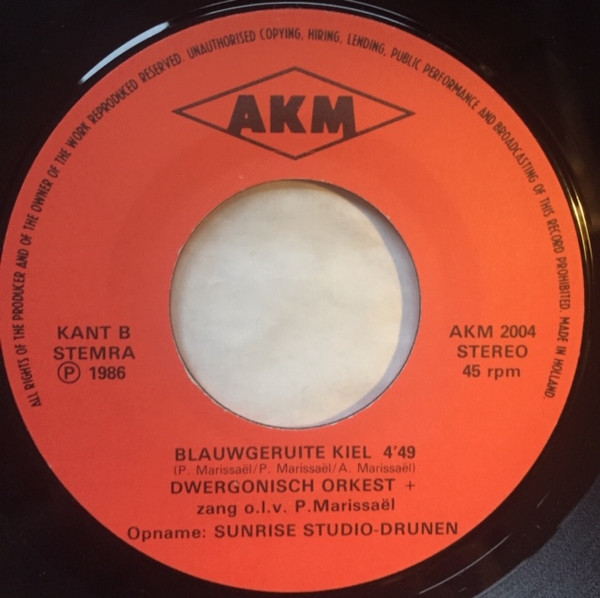 ALL RIGHTS OF THE PRODUCER AND OF THE OWNER OF THE WORK REPRODUCED RESERVED. UNAUTHORISED COPYING, HIRING, LENDING, PUBLIC PERFORMANCE AND BROADCASTING OF THIS RECORD PROHIBITED. MADE IN HOLLAND.
AKM
KANT B
STEMRA
Ⓟ 1986
AKM 2004
STEREO
45 rpm
BLAUWGERUITE KIEL 4'49
(P. Marissaël/P. Marissaël/A. Marissaël)
DWERGONISCH ORKEST +
zang o.l.v. P.Marissaël
Opname: SUNRISE STUDIO-DRUNEN